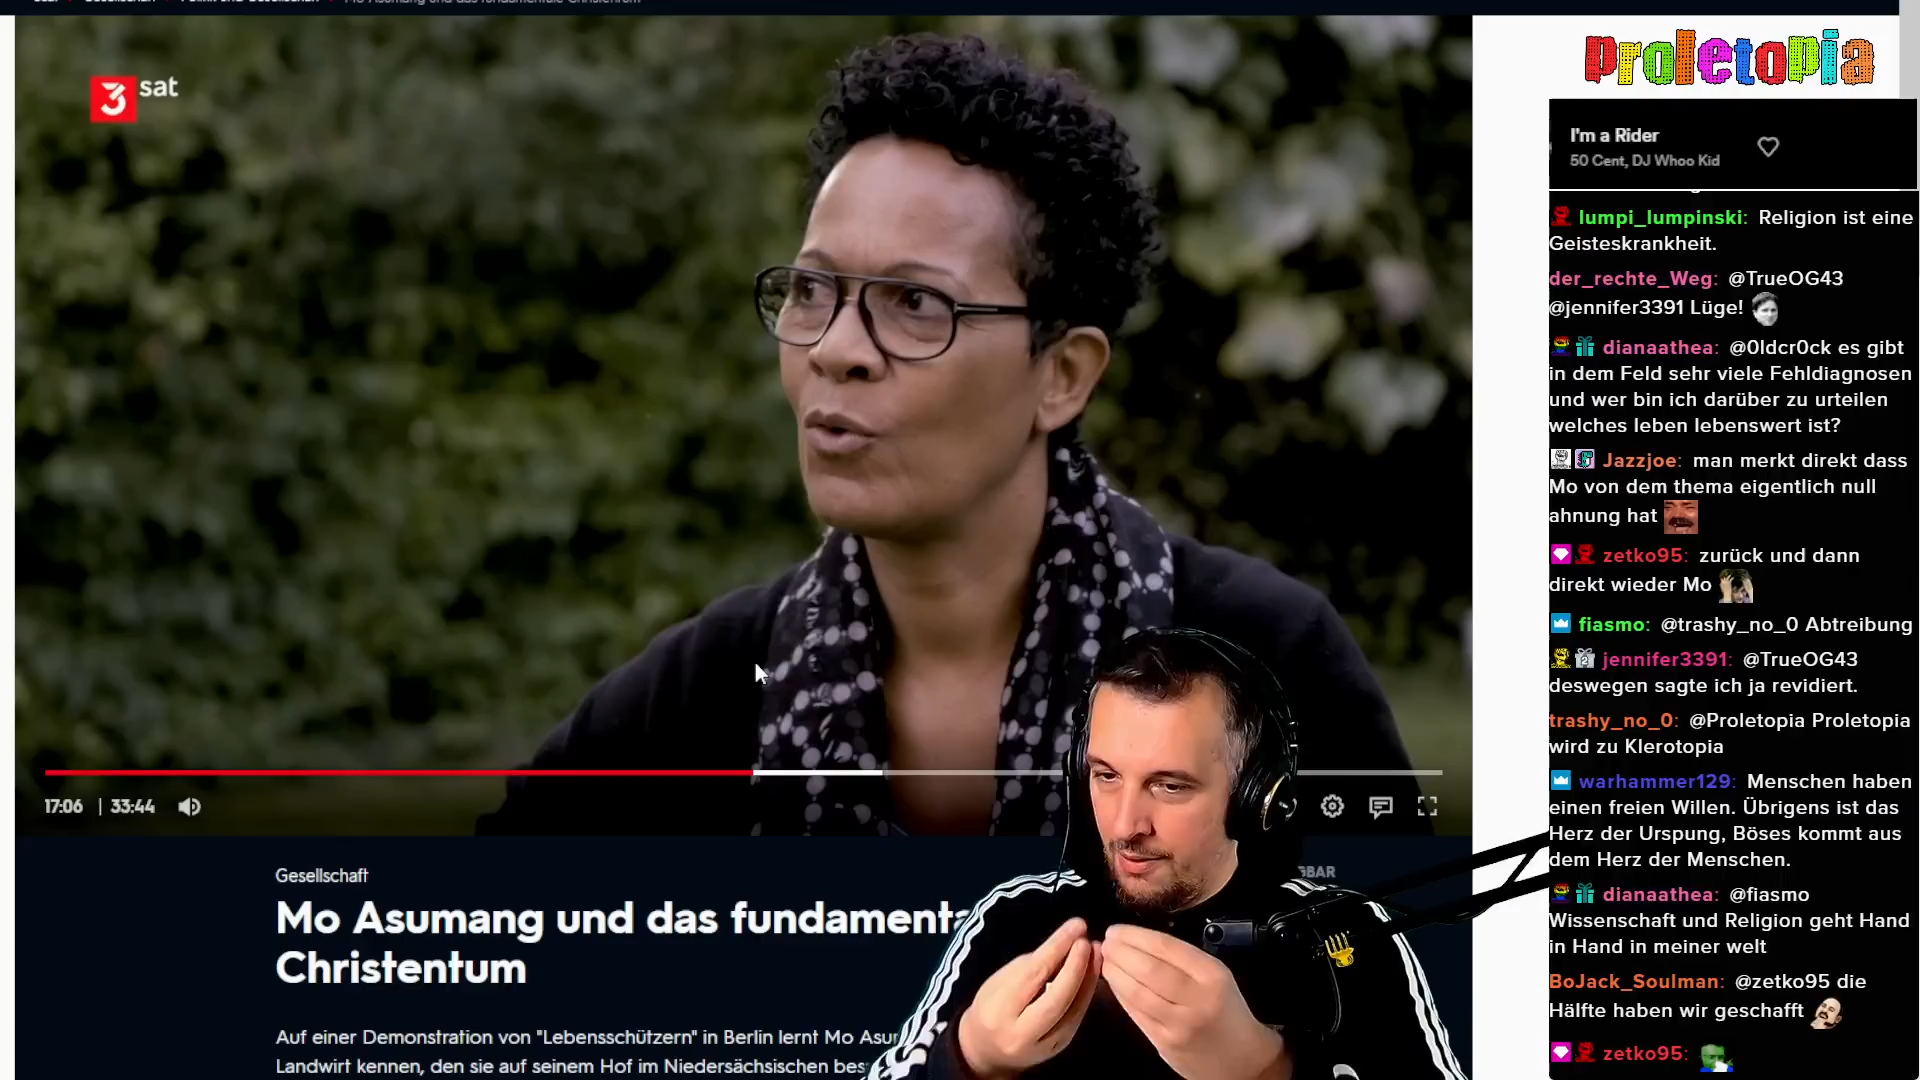 Mo Asumang und das fundamentale Christentum
3sat
Proletopia
I'm a Rider
50 Cent, DJ Whoo Kid
lumpi_lumpinski: Religion ist eine
Geisteskrankheit.
der_rechte_Weg: @TrueOG43
@jennifer3391 Lüge!
dianaathea: @0ldcr0ck es gibt
in dem Feld sehr viele Fehldiagnosen
und wer bin ich darüber zu urteilen
welches leben lebenswert ist?
Jazzjoe: man merkt direkt dass
Mo von dem thema eigentlich null
ahnung hat
zetko95: zurück und dann
direkt wieder Mo
fiasmo: @trashy_no_0 Abtreibung
jennifer3391: @TrueOG43
deswegen sagte ich ja revidiert.
trashy_no_0: @Proletopia Proletopia
wird zu Klerotopia
warhammer129: Menschen haben
einen freien Willen. Übrigens ist das
Herz der Urspung, Böses kommt aus
dem Herz der Menschen.
dianaathea: @fiasmo
Wissenschaft und Religion geht Hand
in Hand in meiner welt
BoJack_Soulman: @zetko95 die
Hälfte haben wir geschafft
zetko95:
17:06 | 33:44
Gesellschaft
Mo Asumang und das fundamenta
Christentum
Auf einer Demonstration von "Lebensschützern" in Berlin lernt Mo Asu
Landwirt kennen, den sie auf seinem Hof im Niedersächsischen bes